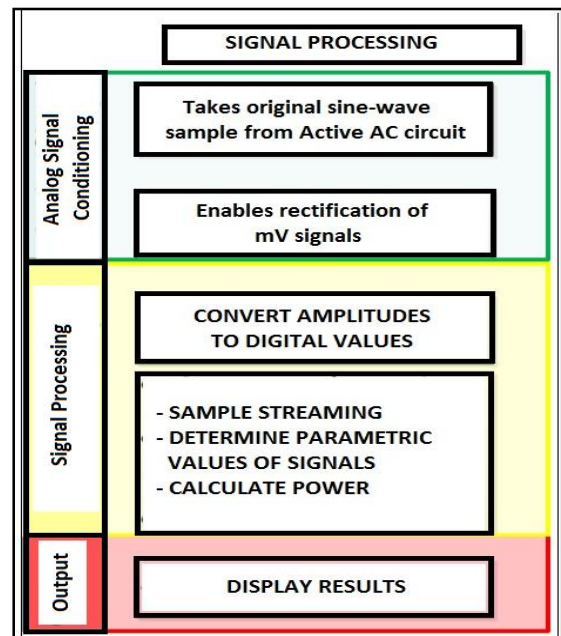 SIGNAL PROCESSING
Analog Signal
Conditioning
Takes original sine-wave
sample from Active AC circuit
Enables rectification of
mV signals
Signal Processing
CONVERT AMPLITUDES
TO DIGITAL VALUES
- SAMPLE STREAMING
- DETERMINE PARAMETRIC
VALUES OF SIGNALS
- CALCULATE POWER
Output
DISPLAY RESULTS